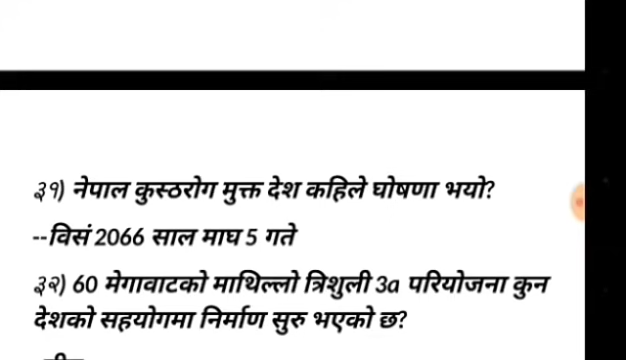 ३१) नेपाल कुस्ठरोग मुक्त देश कहिले घोषणा भयो?
--विसं 2066 साल माघ 5 गते
३२) 60 मेगावाटको माथिल्लो त्रिशुली 3a परियोजना कुन
देशको सहयोगमा निर्माण सुरु भएको छ?